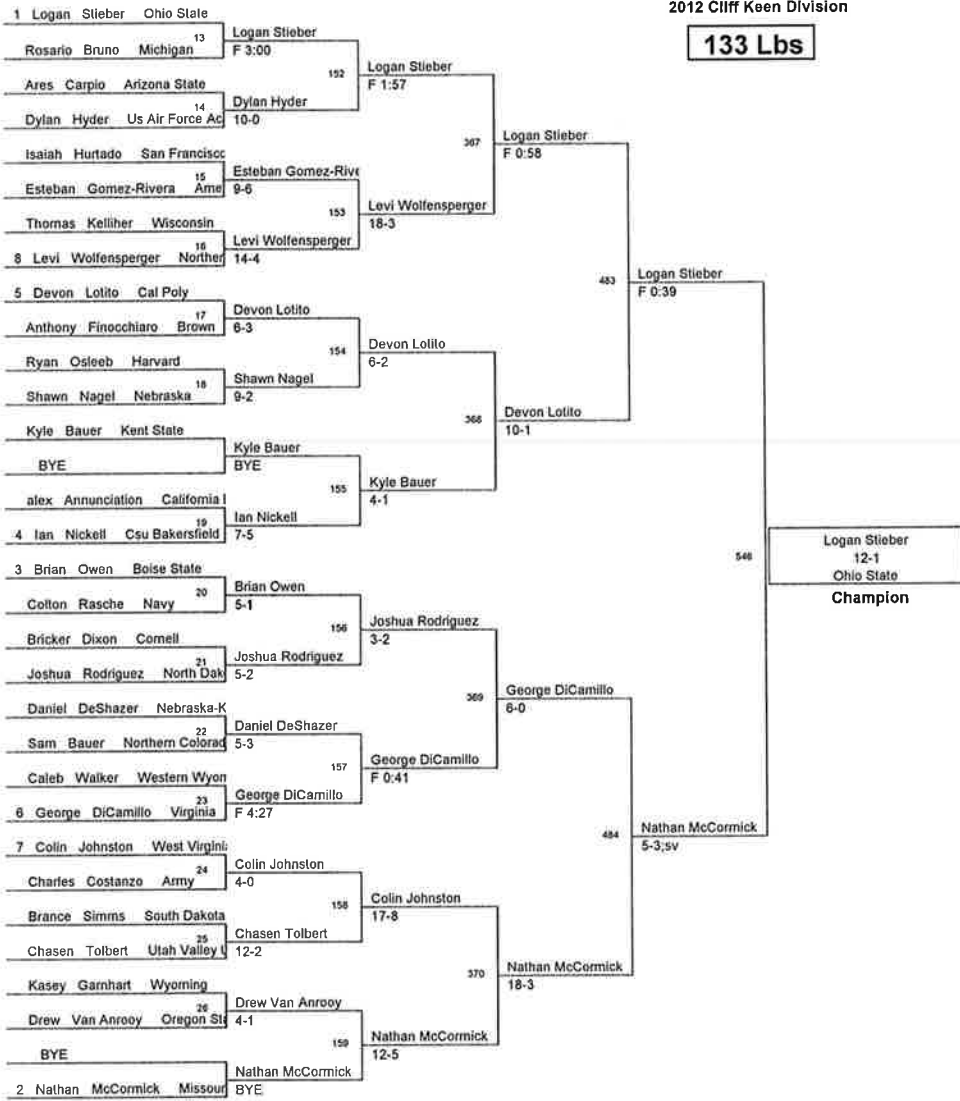 2012 Cliff Keen Division
133 Lbs
1 Logan Stieber Ohio State
13
Rosario Bruno Michigan
Ares Carpio Arizona State
14
Dylan Hyder Us Air Force Ac
Isaiah Hurtado San Francisc
15
Esteban Gomez-Rivera Ame
Thomas Kelliher Wisconsin
16
8 Levi Wolfensperger Norther
5 Devon Lotito Cal Poly
17
Anthony Finocchiaro Brown
Ryan Osleeb Harvard
18
Shawn Nagel Nebraska
Kyle Bauer Kent State
BYE
alex Annunciation California
19
4 Ian Nickell Csu Bakersfield
3 Brian Owen Boise State
20
Colton Rasche Navy
Bricker Dixon Cornell
21
Joshua Rodriguez North Dak
Daniel DeShazer Nebraska-K
22
Sam Bauer Northern Colorad
Caleb Walker Western Wyon
23
6 George DiCamillo Virginia
7 Colin Johnston West Virgini
24
Charles Costanzo Army
Brance Simms South Dakota
25
Chasen Tolbert Utah Valley
Kasey Garnhart Wyoming
26
Drew Van Anrooy Oregon St
BYE
2 Nathan McCormick Missour
Logan Stieber
F 3:00
152
Dylan Hyder
10-0
Esteban Gomez-Rive
9-6
153
Levi Wolfensperger
14-4
Devon Lotito
6-3
154
Shawn Nagel
9-2
Kyle Bauer
BYE
155
Ian Nickell
7-5
Brian Owen
5-1
156
Joshua Rodriguez
5-2
Daniel DeShazer
5-3
157
George DiCamillo
F 4:27
Colin Johnston
4-0
158
Chasen Tolbert
12-2
Drew Van Anrooy
4-1
159
Nathan McCormick
BYE
Logan Stieber
F 1:57
367
Levi Wolfensperger
18-3
Devon Lotito
6-2
368
Kyle Bauer
4-1
Joshua Rodriguez
3-2
369
George DiCamillo
F 0:41
Colin Johnston
17-8
370
Nathan McCormick
12-5
Logan Stieber
F 0:58
483
Devon Lotito
10-1
George DiCamillo
6-0
484
Nathan McCormick
18-3
Logan Stieber
F 0:39
546
Nathan McCormick
5-3;sv
Logan Stieber
12-1
Ohio State
Champion